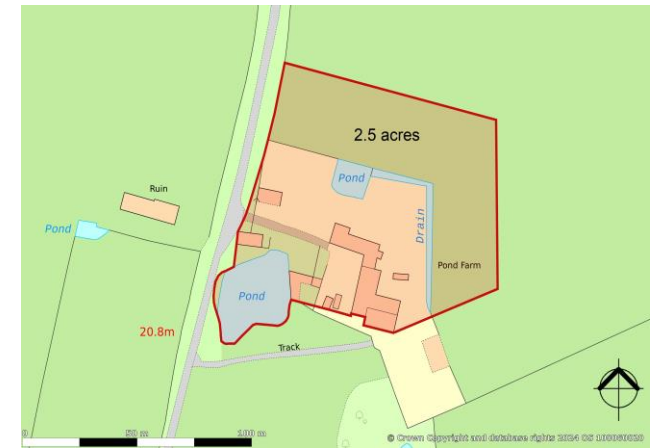 2.5 acres
Pond
Ruin
Pond
Drain
Pond Farm
Pond
20.8m
Track
0 50 m 100 m
© Crown Copyright and database rights 2024 OS 100060020